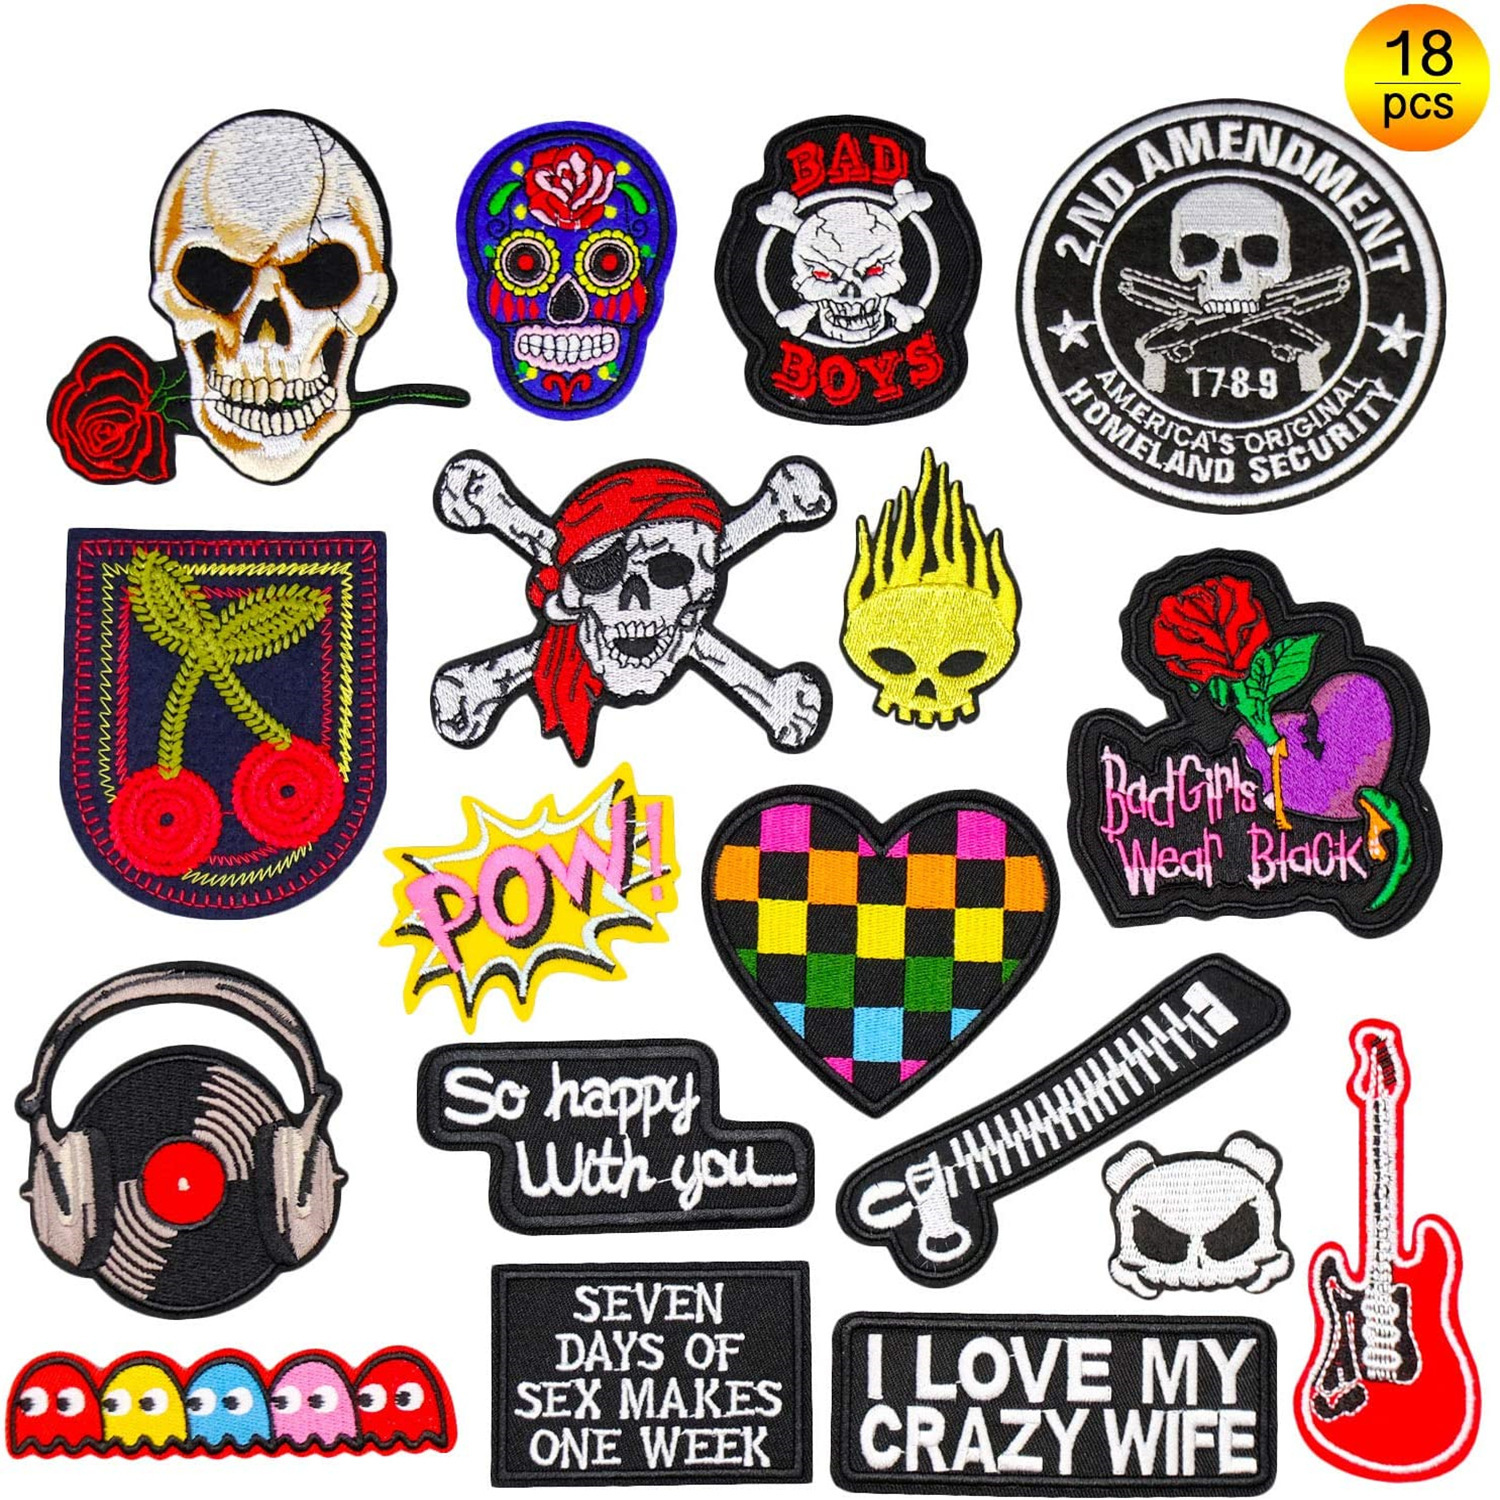 18
pcs
BAD
BOYS
2ND AMENDMENT
1789
AMERICA'S ORIGINAL
HOMELAND SECURITY
Bad Girls
Wear Black
POW!
So happy
With you...
SEVEN
DAYS OF
SEX MAKES
ONE WEEK
I LOVE MY
CRAZY WIFE